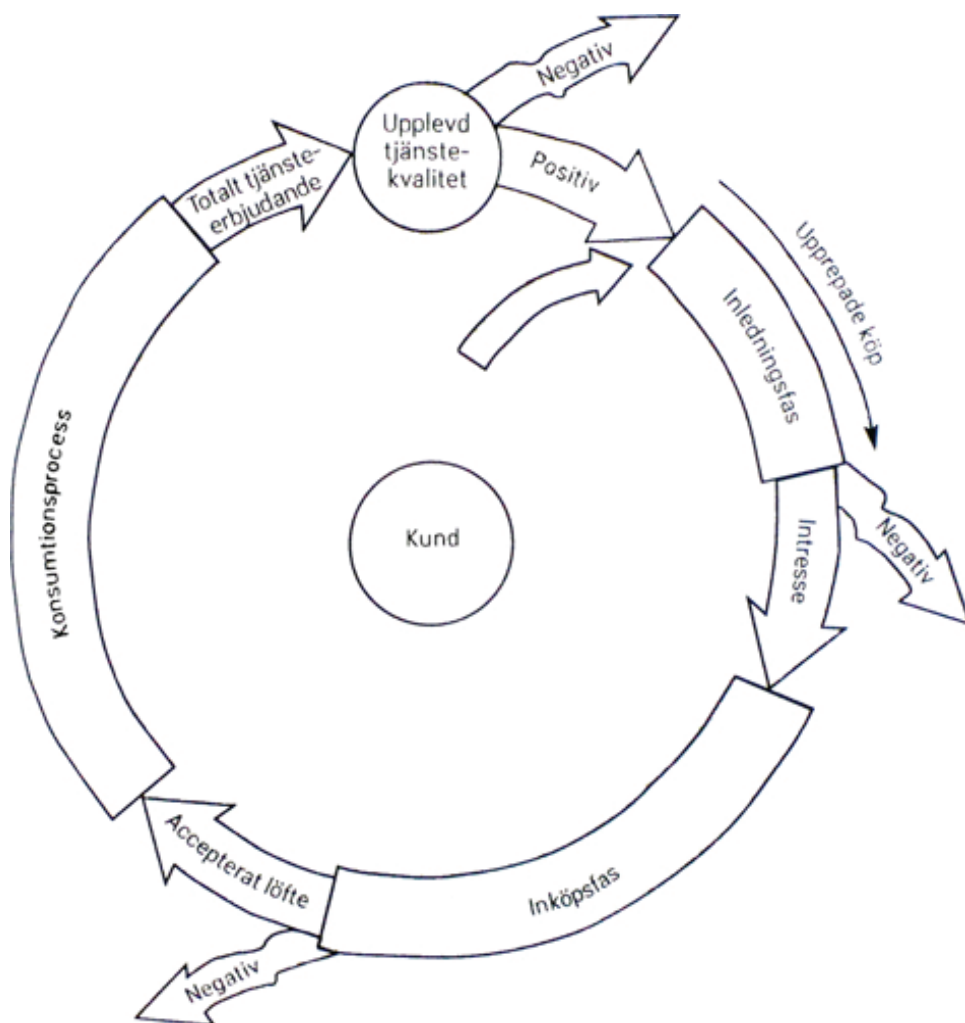 Negativ
Upplevd
tjänste-
kvalitet
Positiv
Totalt tjänste-
erbjudande
Upprepade köp
Inledningsfas
Konsumtionsprocess
Kund
Intresse
Negativ
Accepterat löfte
Inköpsfas
Negativ